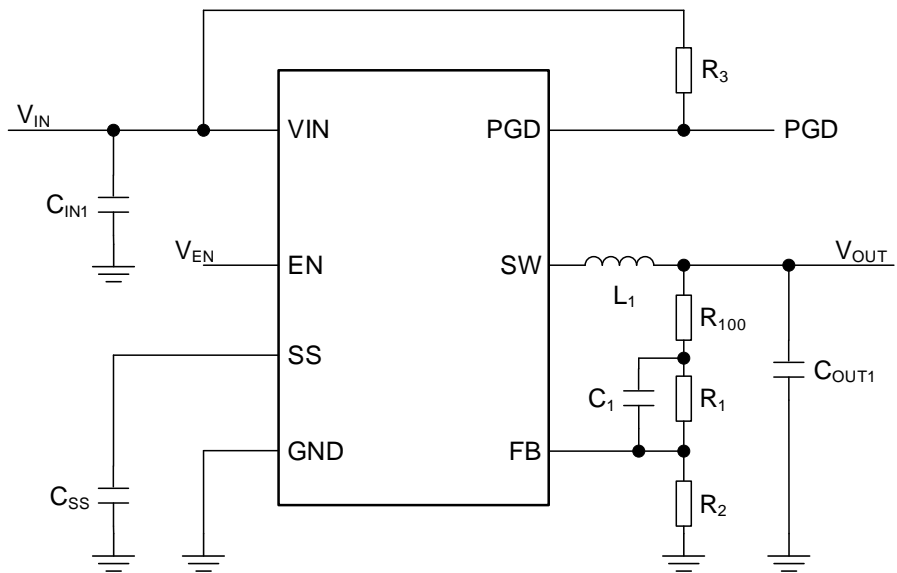 R3
VIN
VIN
PGD
PGD
CIN1
VEN
EN
SW
VOUT
L1
R100
SS
COUT1
C1
R1
GND
FB
CSS
R2